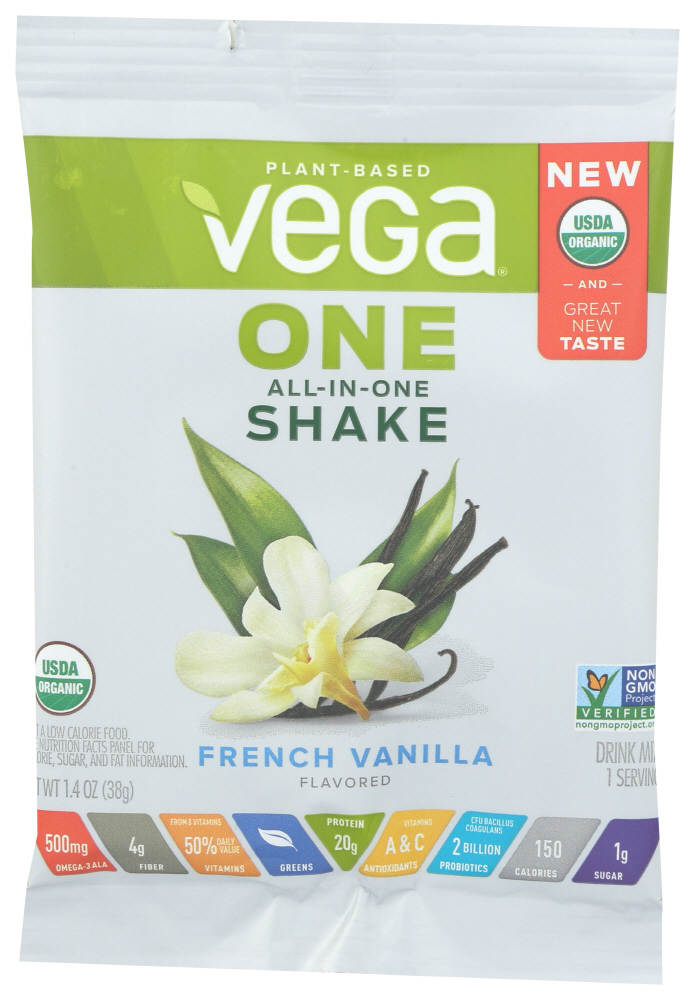 PLANT-BASED
vega®
NEW
USDA
ORGANIC
— AND —
GREAT
NEW
TASTE
ONE
ALL-IN-ONE
SHAKE
USDA
ORGANIC
NON
GMO
Project
VERIFIED
nongmoproject.or
A LOW CALORIE FOOD.
NUTRITION FACTS PANEL FOR
ORIE, SUGAR, AND FAT INFORMATION.
T WT 1.4 OZ (38g)
FRENCH VANILLA
FLAVORED
DRINK MI
1 SERVING
500mg
OMEGA-3 ALA
4g
FIBER
FROM 8 VITAMINS
50% DAILY VALUE
VITAMINS
GREENS
PROTEIN
20g
VITAMINS
A & C
ANTIOXIDANTS
CFU BACILLUS
COAGULANS
2 BILLION
PROBIOTICS
150
CALORIES
1g
SUGAR